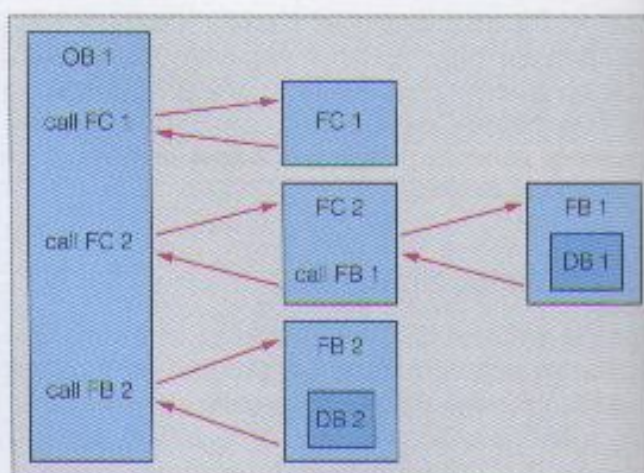 OB 1
call FC 1
FC 1
call FC 2
FC 2
call FB 1
FB 1
DB 1
call FB 2
FB 2
DB 2